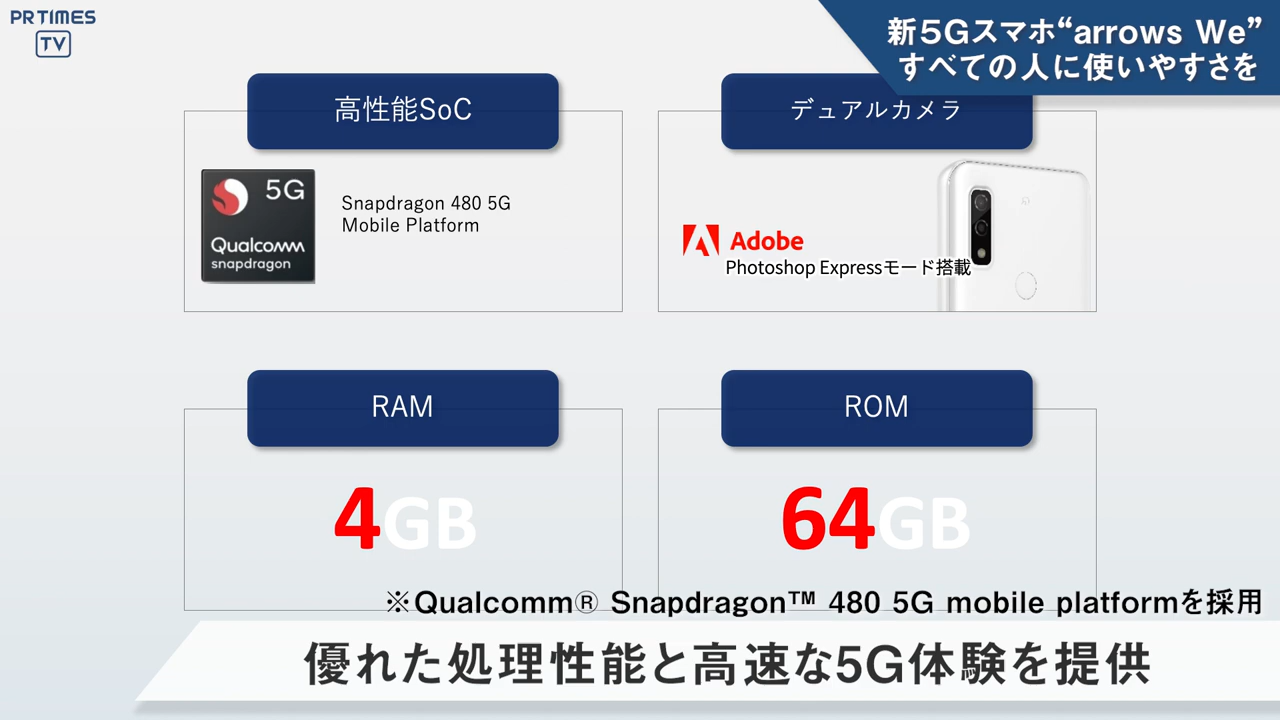 PR TIMES
TV
新5Gスマホ“arrows We”
すべての人に使いやすさを
高性能SoC
デュアルカメラ
5G
Qualcomm
snapdragon
Snapdragon 480 5G
Mobile Platform
Adobe
Photoshop Expressモード搭載
RAM
ROM
4GB
64GB
※Qualcomm® Snapdragon™ 480 5G mobile platformを採用
優れた処理性能と高速な5G体験を提供